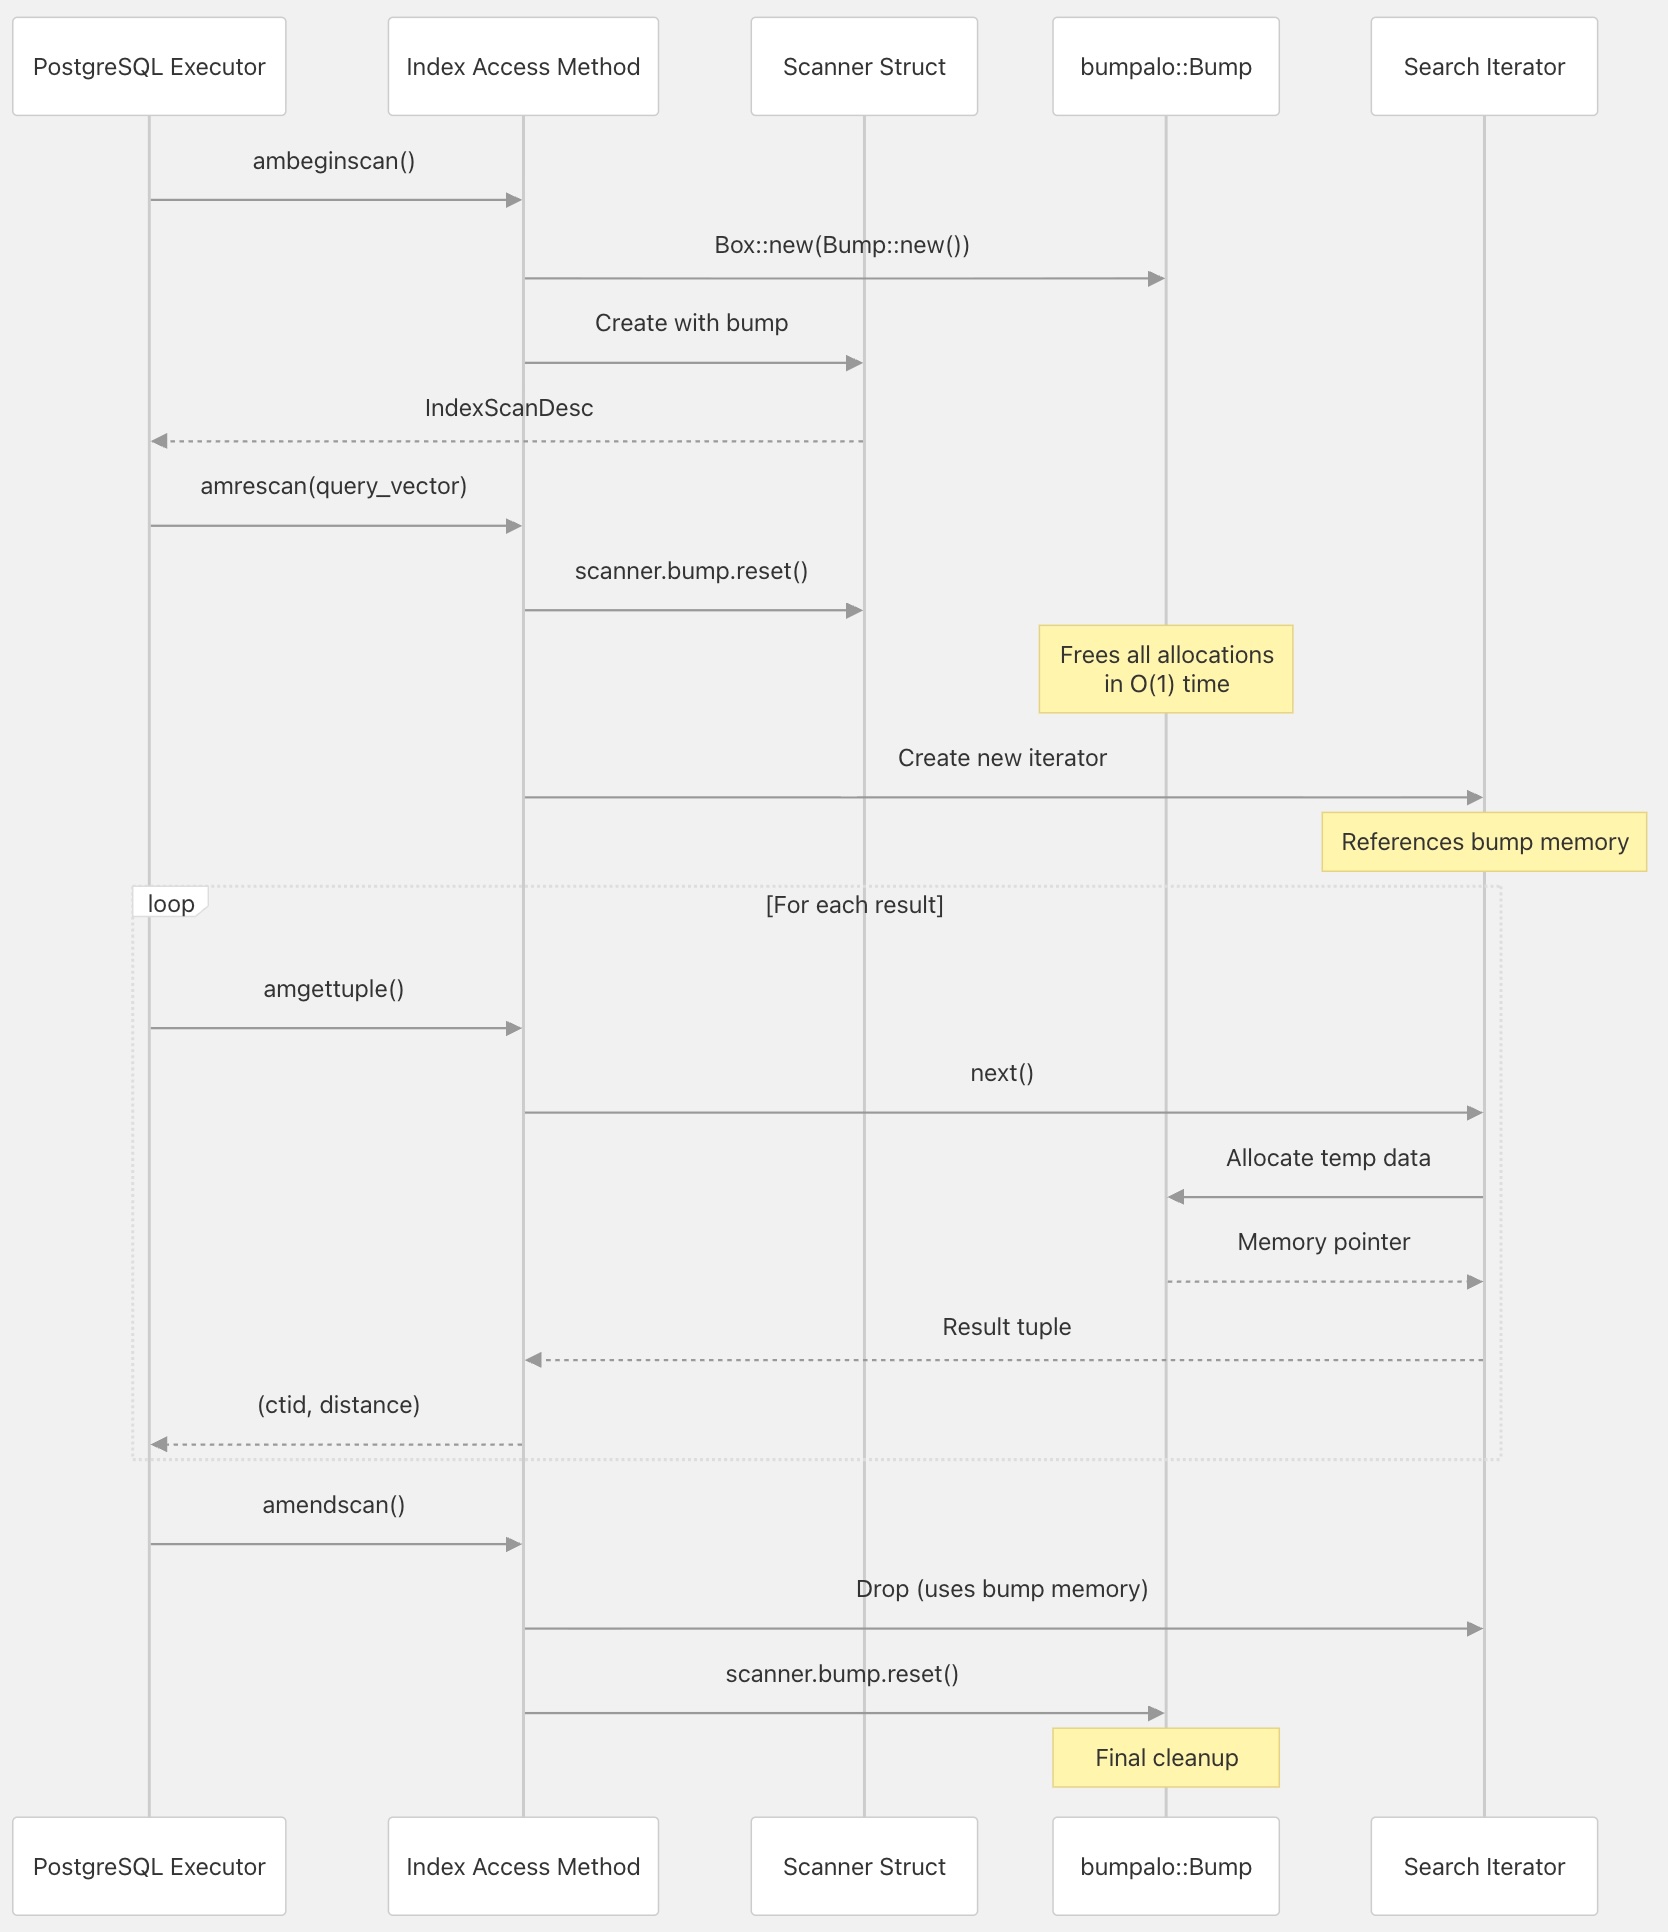 PostgreSQL Executor
Index Access Method
Scanner Struct
bumpalo::Bump
Search Iterator
ambeginscan()
Box::new(Bump::new())
Create with bump
IndexScanDesc
amrescan(query_vector)
scanner.bump.reset()
Frees all allocations
in O(1) time
Create new iterator
References bump memory
loop
[For each result]
amgettuple()
next()
Allocate temp data
Memory pointer
Result tuple
(ctid, distance)
amendscan()
Drop (uses bump memory)
scanner.bump.reset()
Final cleanup
PostgreSQL Executor
Index Access Method
Scanner Struct
bumpalo::Bump
Search Iterator